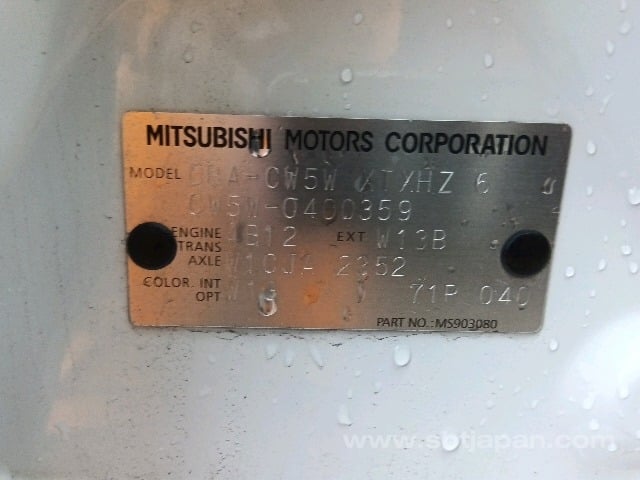 MITSUBISHI MOTORS CORPORATION
MODEL DBA-CW5W XTXHZ 6
CW5W-0400359
ENGINE 4B12 EXT W13B
TRANS
AXLE W1CJA 2352
COLOR. INT 71P 040
OPT
PART NO.:MS903080
www.sbtjapan.com